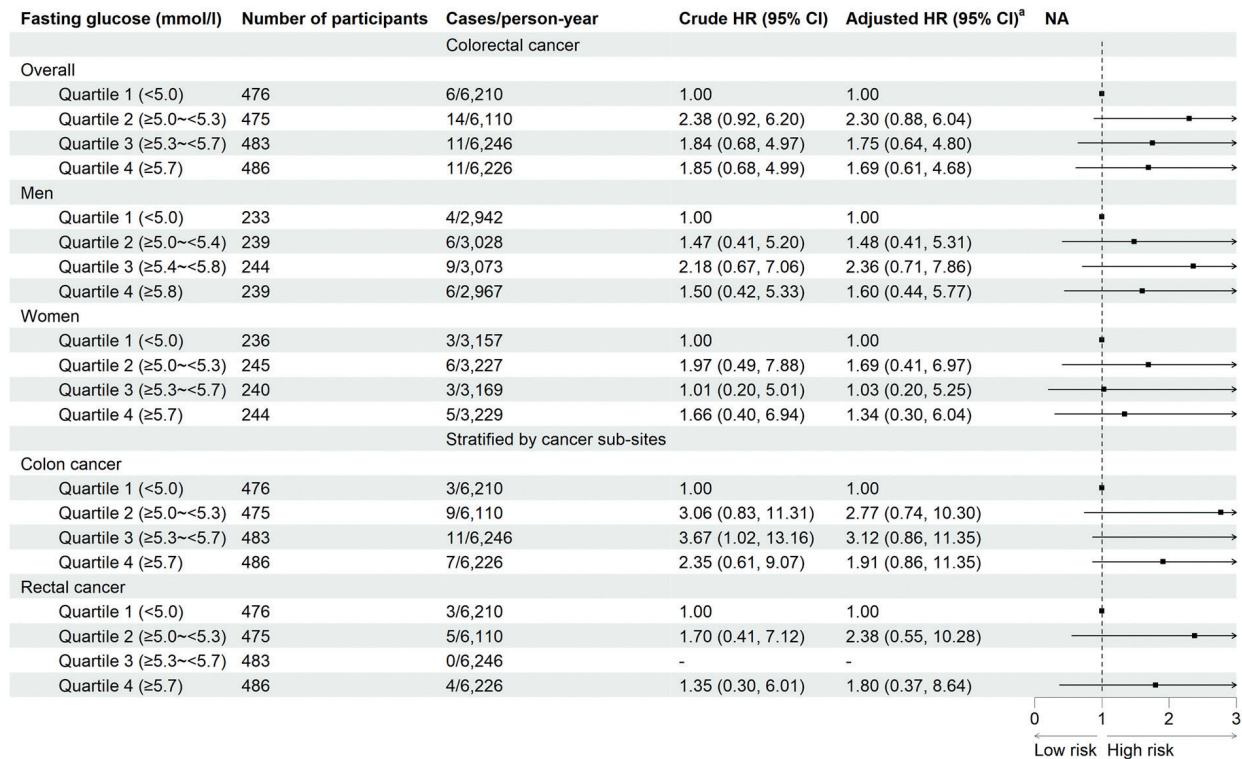 Fasting glucose (mmol/l) Number of participants Cases/person-year Crude HR (95% CI) Adjusted HR (95% CI)a NA
Colorectal cancer
Overall
Quartile 1 (<5.0) 476 6/6,210 1.00 1.00
Quartile 2 (≥5.0~<5.3) 475 14/6,110 2.38 (0.92, 6.20) 2.30 (0.88, 6.04)
Quartile 3 (≥5.3~<5.7) 483 11/6,246 1.84 (0.68, 4.97) 1.75 (0.64, 4.80)
Quartile 4 (≥5.7) 486 11/6,226 1.85 (0.68, 4.99) 1.69 (0.61, 4.68)
Men
Quartile 1 (<5.0) 233 4/2,942 1.00 1.00
Quartile 2 (≥5.0~<5.4) 239 6/3,028 1.47 (0.41, 5.20) 1.48 (0.41, 5.31)
Quartile 3 (≥5.4~<5.8) 244 9/3,073 2.18 (0.67, 7.06) 2.36 (0.71, 7.86)
Quartile 4 (≥5.8) 239 6/2,967 1.50 (0.42, 5.33) 1.60 (0.44, 5.77)
Women
Quartile 1 (<5.0) 236 3/3,157 1.00 1.00
Quartile 2 (≥5.0~<5.3) 245 6/3,227 1.97 (0.49, 7.88) 1.69 (0.41, 6.97)
Quartile 3 (≥5.3~<5.7) 240 3/3,169 1.01 (0.20, 5.01) 1.03 (0.20, 5.25)
Quartile 4 (≥5.7) 244 5/3,229 1.66 (0.40, 6.94) 1.34 (0.30, 6.04)
Stratified by cancer sub-sites
Colon cancer
Quartile 1 (<5.0) 476 3/6,210 1.00 1.00
Quartile 2 (≥5.0~<5.3) 475 9/6,110 3.06 (0.83, 11.31) 2.77 (0.74, 10.30)
Quartile 3 (≥5.3~<5.7) 483 11/6,246 3.67 (1.02, 13.16) 3.12 (0.86, 11.35)
Quartile 4 (≥5.7) 486 7/6,226 2.35 (0.61, 9.07) 1.91 (0.86, 11.35)
Rectal cancer
Quartile 1 (<5.0) 476 3/6,210 1.00 1.00
Quartile 2 (≥5.0~<5.3) 475 5/6,110 1.70 (0.41, 7.12) 2.38 (0.55, 10.28)
Quartile 3 (≥5.3~<5.7) 483 0/6,246 - -
Quartile 4 (≥5.7) 486 4/6,226 1.35 (0.30, 6.01) 1.80 (0.37, 8.64)
0 1 2 3
Low risk High risk